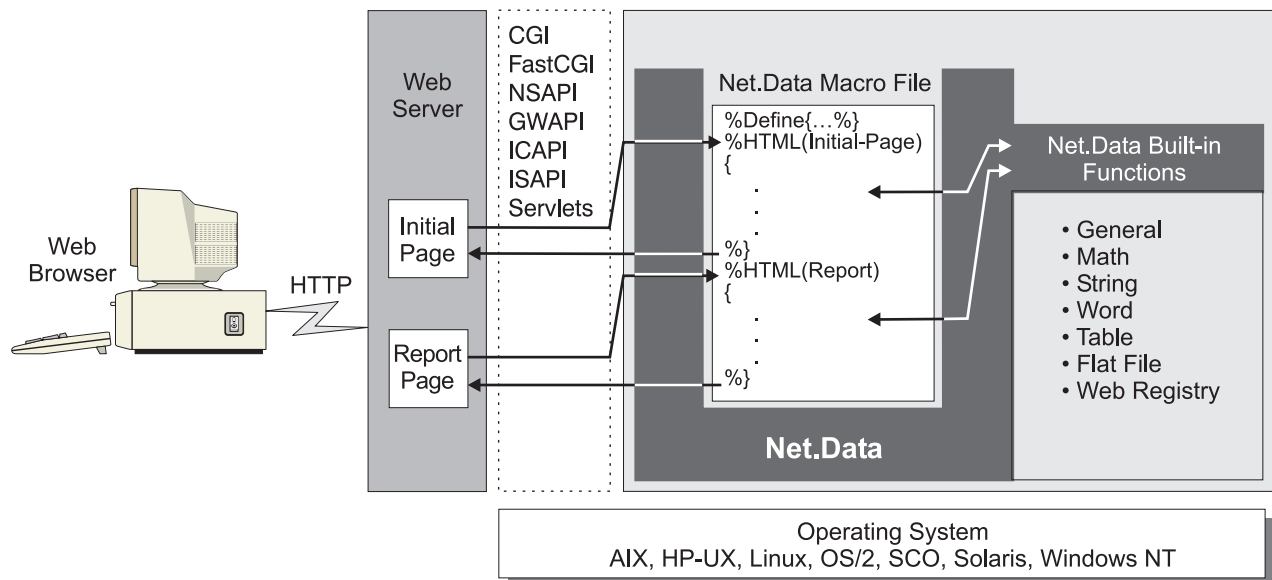 Web
Browser
HTTP
Web
Server
Initial
Page
Report
Page
CGI
FastCGI
NSAPI
GWAPI
ICAPI
ISAPI
Servlets
Net.Data Macro File
%Define{...%}
%HTML(Initial-Page)
{
.
.
.
%}
%HTML(Report)
{
.
.
.
%}
Net.Data
Net.Data Built-in
Functions
• General
• Math
• String
• Word
• Table
• Flat File
• Web Registry
Operating System
AIX, HP-UX, Linux, OS/2, SCO, Solaris, Windows NT